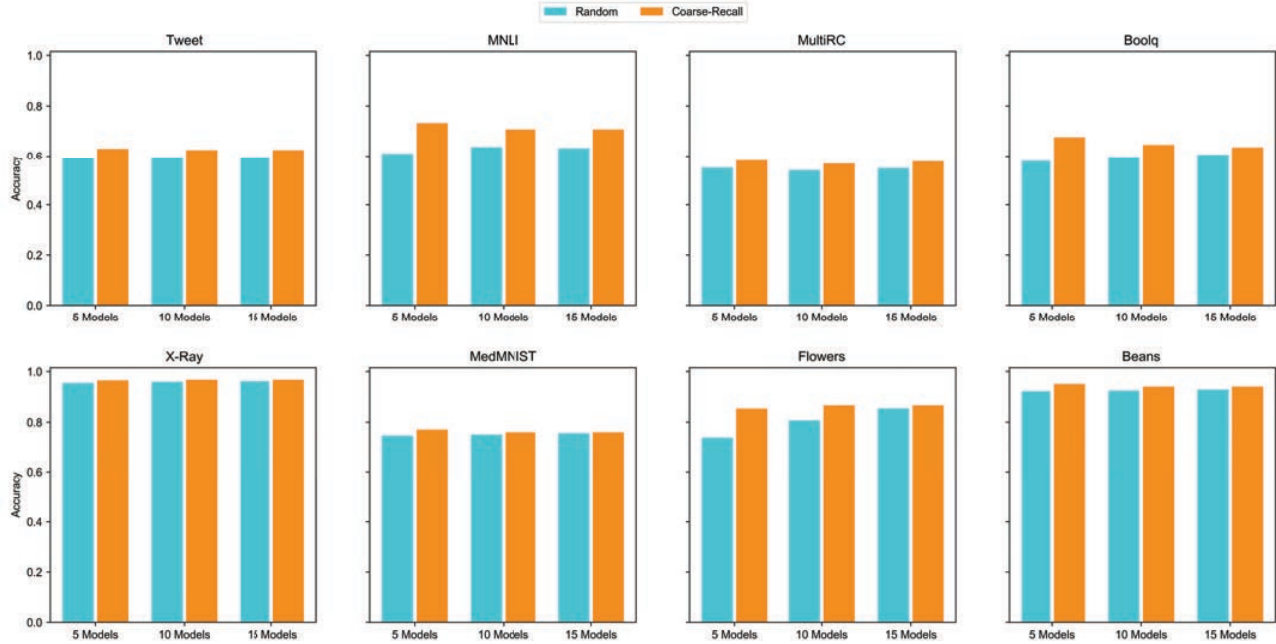 Random Coarse-Recall
Tweet MNLI MultiRC Boolq
1.0
0.8
0.6
0.4
0.2
0.0
Accuracy
5 Models 10 Models 15 Models 5 Models 10 Models 15 Models 5 Models 10 Models 15 Models 5 Models 10 Models 15 Models
X-Ray MedMNIST Flowers Beans
1.0
0.8
0.6
0.4
0.2
0.0
Accuracy
5 Models 10 Models 15 Models 5 Models 10 Models 15 Models 5 Models 10 Models 15 Models 5 Models 10 Models 15 Models